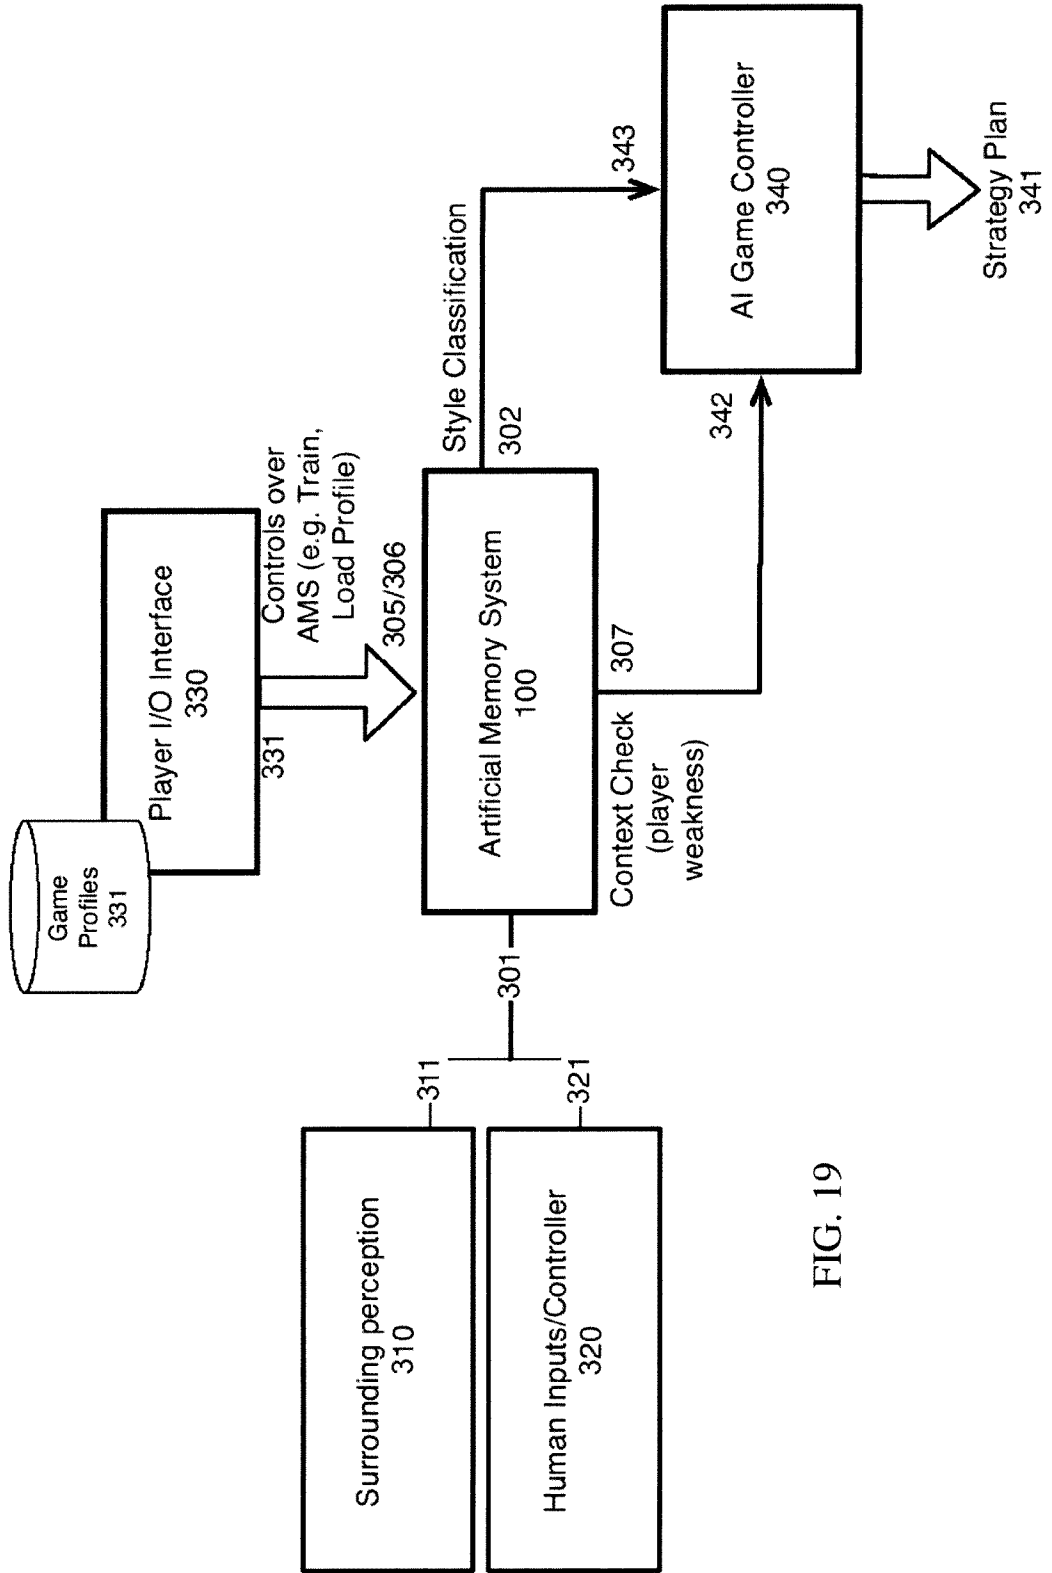 Game
Profiles
331
Player I/O Interface
330
331
Controls over
AMS (e.g. Train,
Load Profile)
305/306
Surrounding perception
310
311
Human Inputs/Controller
320
321
301
Artificial Memory System
100
Style Classification
302
307
Context Check
(player
weakness)
343
342
AI Game Controller
340
Strategy Plan
341
FIG. 19